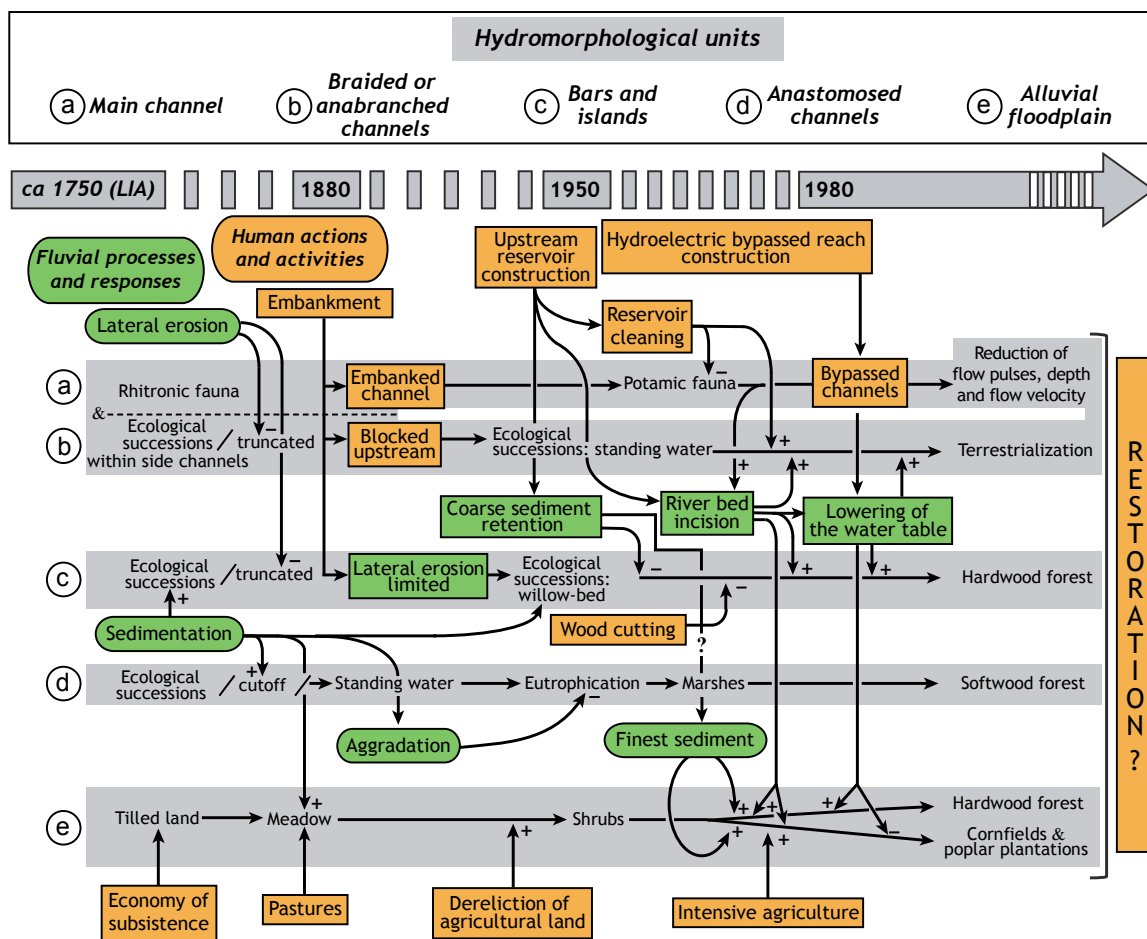 Hydromorphological units
a Main channel
b Braided or
anabranched
channels
c Bars and
islands
d Anastomosed
channels
e Alluvial
floodplain
ca 1750 (LIA)
1880
1950
1980
Fluvial processes
and responses
Human actions
and activities
Upstream
reservoir
construction
Hydroelectric bypassed reach
construction
Embankment
Lateral erosion
Reservoir
cleaning
a
Rhitronic fauna
Embanked
channel
Potamic fauna
–
Bypassed
channels
Reduction of
flow pulses, depth
and flow velocity
&
b
Ecological
successions / truncated
within side channels
–
Blocked
upstream
Ecological
successions: standing water
+
+
+
+
Terrestrialization
Coarse sediment
retention
River bed
incision
Lowering of
the water table
c
Ecological
successions
/truncated
–
+
Lateral erosion
limited
Ecological
successions:
willow-bed
–
–
+
+
Hardwood forest
Sedimentation
Wood cutting
?
d
Ecological
successions
/ cutoff
+
/
Standing water
Eutrophication
–
Marshes
Softwood forest
Aggradation
Finest sediment
e
Tilled land
+
Meadow
+
Shrubs
+
+
+
+
+
+
–
Hardwood forest
Cornfields &
poplar plantations
Economy of
subsistence
Pastures
Dereliction of
agricultural land
Intensive agriculture
RESTORATION ?